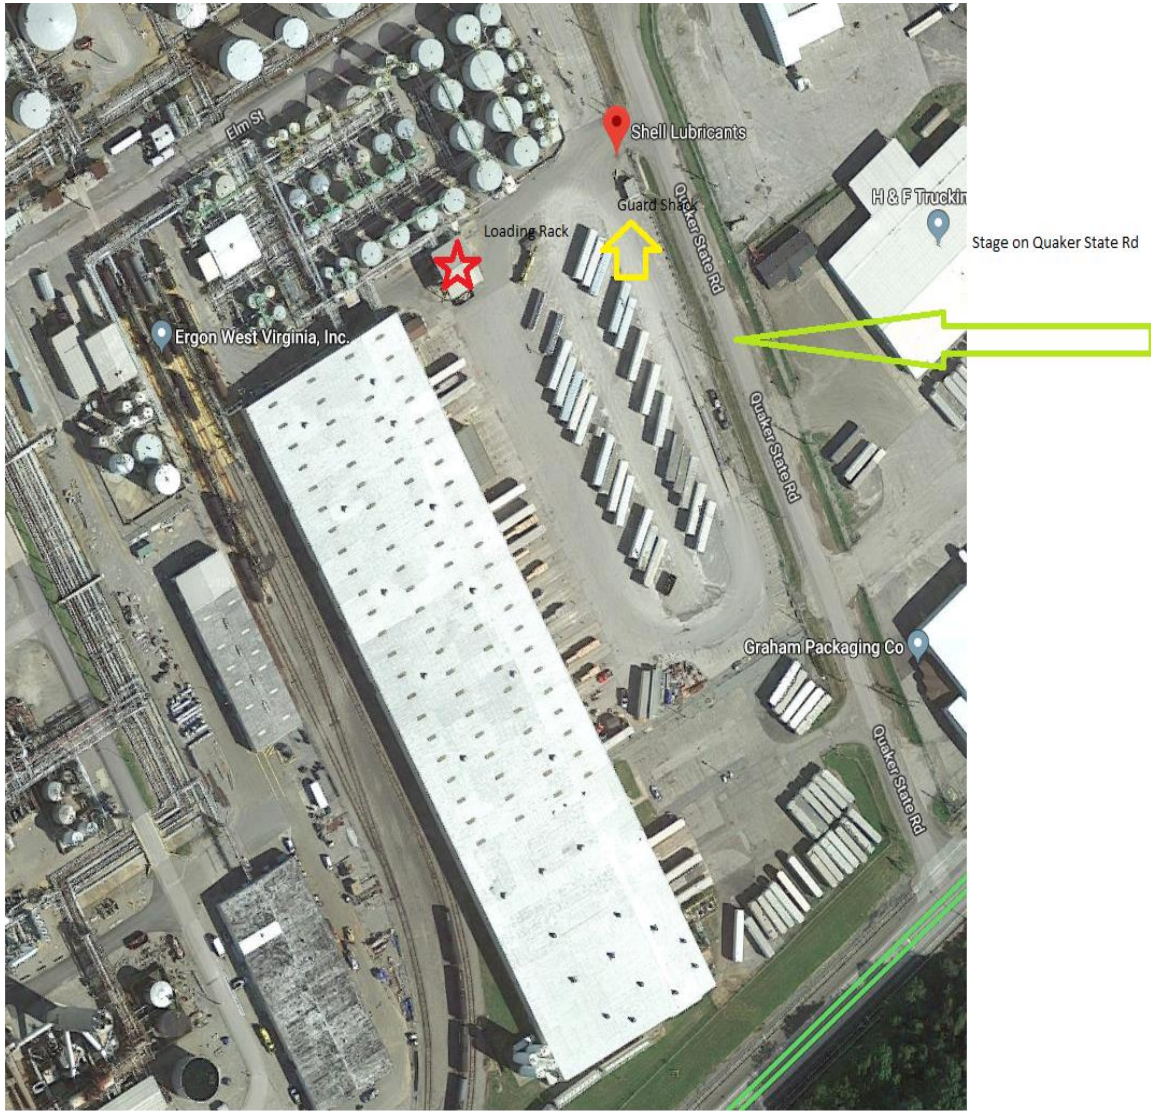 Elm St
Shell Lubricants
Guard Shack
Quaker State Rd
H & F Truckin
Loading Rack
Stage on Quaker State Rd
Ergon West Virginia, Inc.
Quaker State Rd
Graham Packaging Co
Quaker State Rd